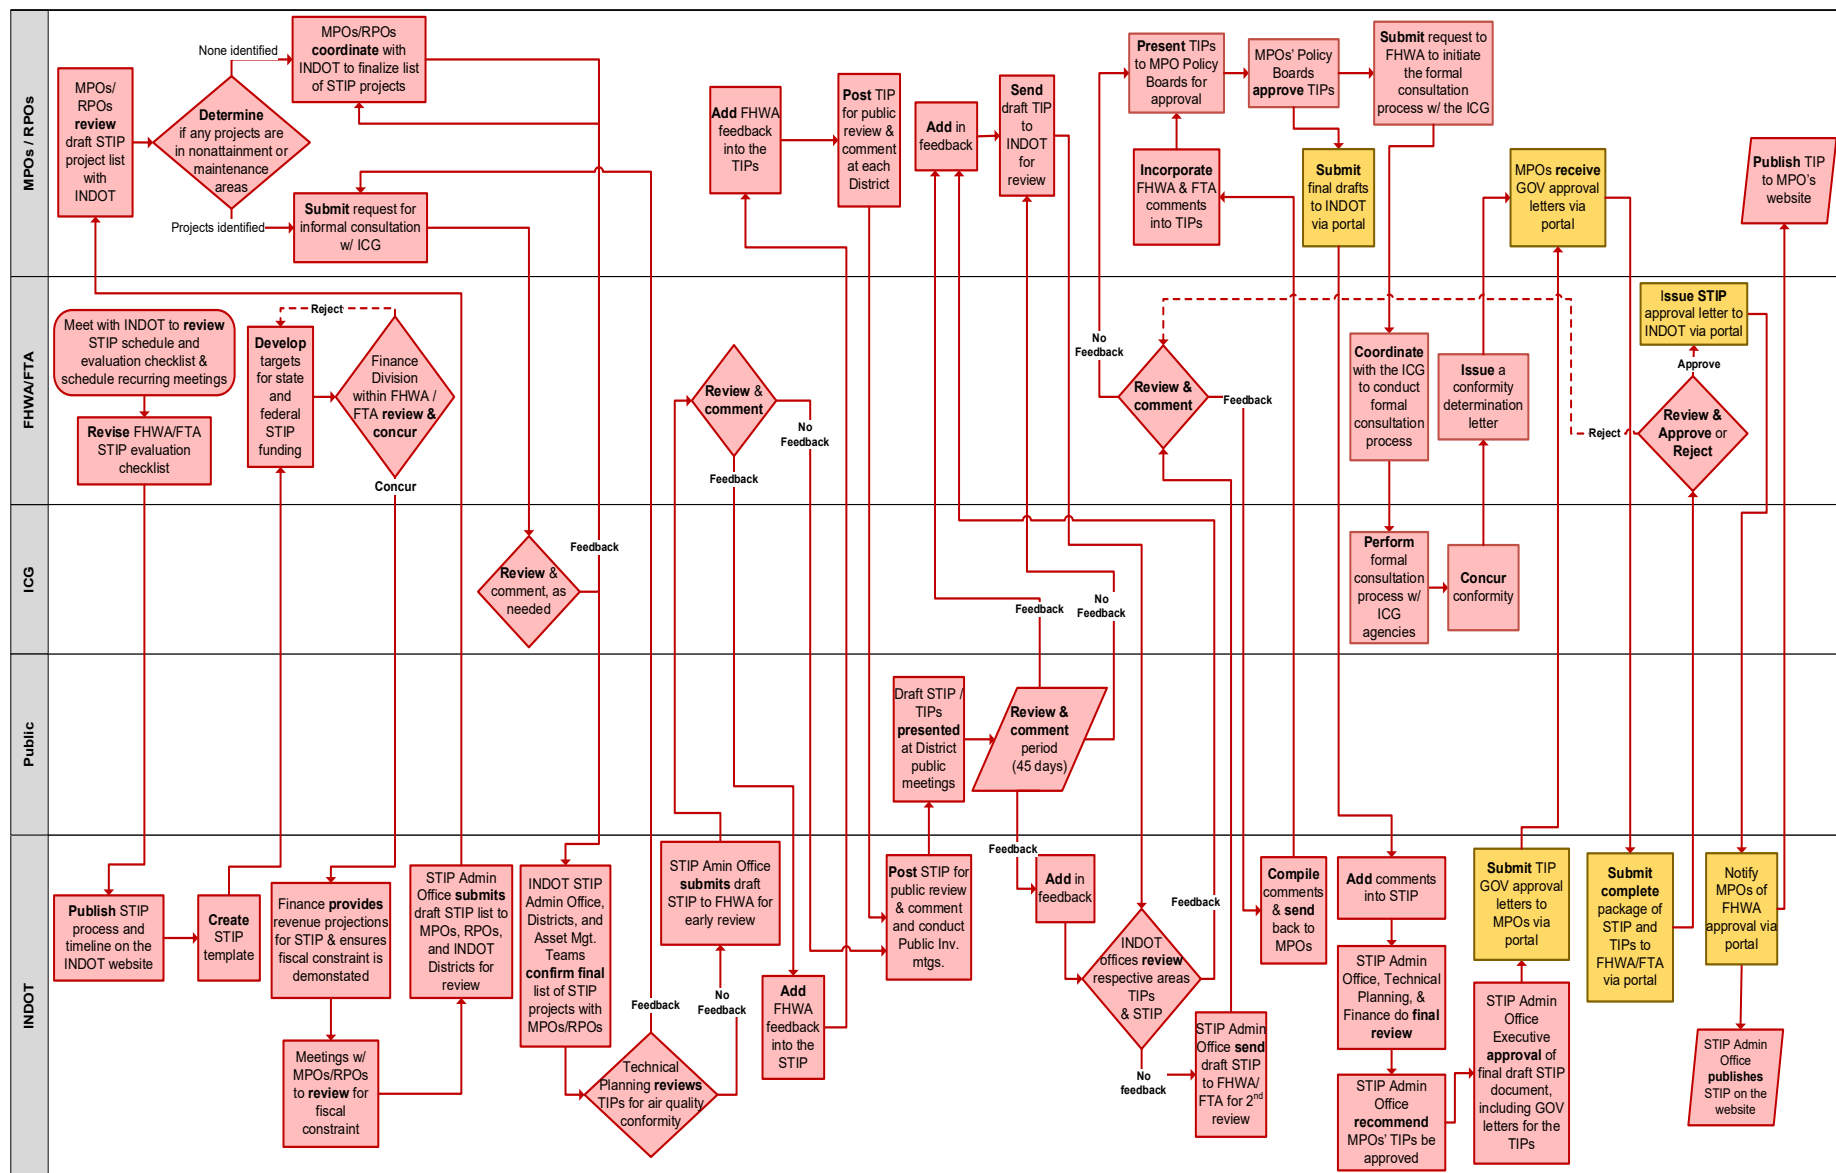 MPOs / RPOs
MPOs/
RPOs
review
draft STIP
project list
with
INDOT
None identified
Determine
if any projects are
in nonattainment or
maintenance
areas
Projects identified
MPOs/RPOs
coordinate with
INDOT to finalize list
of STIP projects
Submit request for
informal consultation
w/ ICG
Add FHWA
feedback
into the TIPs
Post TIP
for public
review &
comment
at each
District
Add in
feedback
Send
draft TIP
to
INDOT
for
review
Present TIPs
to MPO Policy
Boards for
approval
Incorporate
FHWA & FTA
comments
into TIPs
MPOs' Policy
Boards
approve TIPs
Submit
final drafts
to INDOT
via portal
Submit request to
FHWA to initiate
the formal
consultation
process w/ the ICG
MPOs receive
GOV approval
letters via
portal
Publish TIP
to MPO's
website
FHWA/FTA
Meet with INDOT to review
STIP schedule and
evaluation checklist &
schedule recurring meetings
Revise FHWA/FTA
STIP evaluation
checklist
Develop
targets
for state
and
federal
STIP
funding
Reject
Finance
Division
within FHWA /
FTA review &
concur
Concur
Review &
comment
No
Feedback
Feedback
No
Feedback
Review &
comment
Feedback
Coordinate
with the ICG
to conduct
formal
consultation
process
Issue a
conformity
determination
letter
Reject
Issue STIP
approval letter to
INDOT via portal
Approve
Review &
Approve or
Reject
ICG
Review &
comment, as
needed
Feedback
Feedback
No
Feedback
Perform
formal
consultation
process w/
ICG
agencies
Concur
conformity
Public
Draft STIP /
TIPs
presented
at District
public
meetings
Review &
comment
period
(45 days)
INDOT
Publish STIP
process and
timeline on the
INDOT website
Create
STIP
template
Finance provides
revenue projections
for STIP & ensures
fiscal constraint is
demonstated
Meetings w/
MPOs/RPOs
to review for
fiscal
constraint
STIP Admin
Office submits
draft STIP list to
MPOs, RPOs,
and INDOT
Districts for
review
INDOT STIP
Admin Office,
Districts, and
Asset Mgt.
Teams
confirm final
list of STIP
projects with
MPOs/RPOs
Technical
Planning reviews
TIPs for air quality
conformity
Feedback
No
Feedback
STIP Amin Office
submits draft
STIP to FHWA for
early review
Add
FHWA
feedback
into the
STIP
Post STIP for
public review
& comment
and conduct
Public Inv.
mtgs.
Feedback
Add in
feedback
INDOT
offices review
respective areas
TIPs
& STIP
Feedback
No
feedback
STIP Admin
Office send
draft STIP
to FHWA/
FTA for 2nd
review
Compile
comments
& send
back to
MPOs
Add comments
into STIP
STIP Admin
Office, Technical
Planning, &
Finance do final
review
STIP Admin
Office
recommend
MPOs' TIPs be
approved
Submit TIP
GOV approval
letters to
MPOs via
portal
STIP Admin
Office
Executive
approval of
final draft STIP
document,
including GOV
letters for the
TIPs
Submit
complete
package of
STIP and
TIPs to
FHWA/FTA
via portal
Notify
MPOs of
FHWA
approval via
portal
STIP Admin
Office
publishes
STIP on the
website